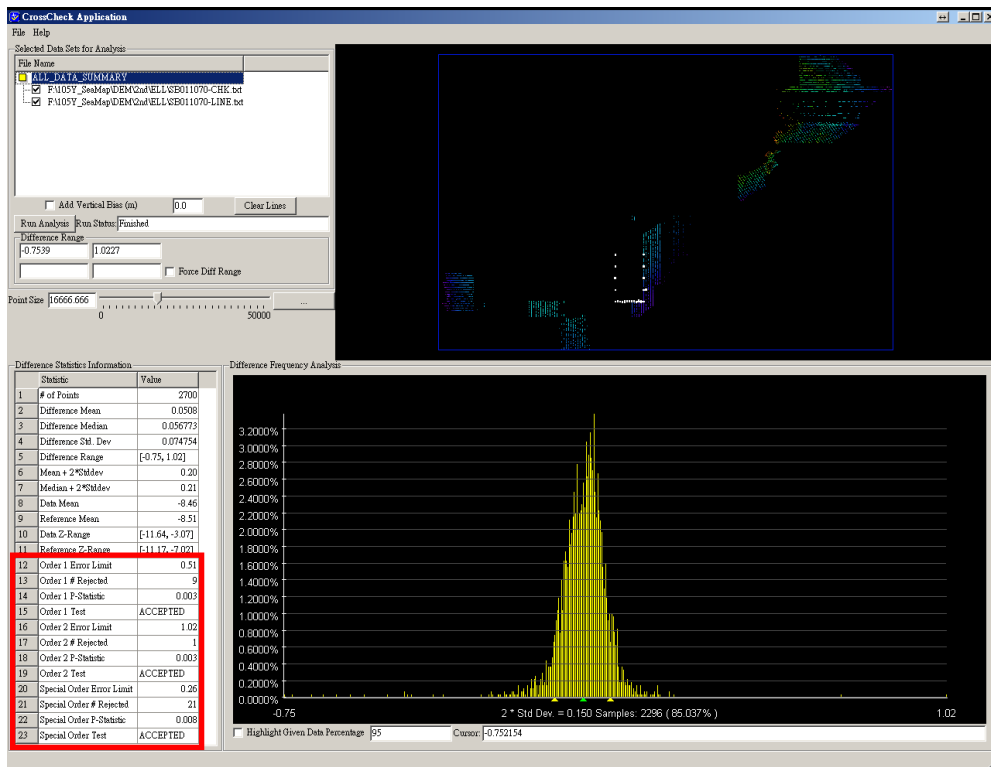 CrossCheck Application
File Help
Selected Data Sets for Analysis
File Name
ALL_DATA_SUMMARY
F:\105Y_SeaMap\DEM\2nd\ELL\SB011070-CHK.txt
F:\105Y_SeaMap\DEM\2nd\ELL\SB011070-LINE.txt
Add Vertical Bias (m) 0.0 Clear Lines
Run Analysis Run Status: Finished
Difference Range
-0.7539 1.0227
Force Diff Range
Point Size 16666.666 ...
0 50000
Difference Statistics Information
Statistic Value
1 # of Points 2700
2 Difference Mean 0.0508
3 Difference Median 0.056773
4 Difference Std. Dev 0.074754
5 Difference Range [-0.75, 1.02]
6 Mean + 2*Stddev 0.20
7 Median + 2*Stddev 0.21
8 Data Mean -8.46
9 Reference Mean -8.51
10 Data Z-Range [-11.64, -3.07]
11 Reference Z-Range [-11.17, -7.02]
12 Order 1 Error Limit 0.51
13 Order 1 # Rejected 9
14 Order 1 P-Statistic 0.003
15 Order 1 Test ACCEPTED
16 Order 2 Error Limit 1.02
17 Order 2 # Rejected 1
18 Order 2 P-Statistic 0.003
19 Order 2 Test ACCEPTED
20 Special Order Error Limit 0.26
21 Special Order # Rejected 21
22 Special Order P-Statistic 0.008
23 Special Order Test ACCEPTED
Difference Frequency Analysis
3.2000%
3.0000%
2.8000%
2.6000%
2.4000%
2.2000%
2.0000%
1.8000%
1.6000%
1.4000%
1.2000%
1.0000%
0.8000%
0.6000%
0.4000%
0.2000%
0.0000%
-0.75 2 * Std Dev. = 0.150 Samples: 2296 ( 85.037% ) 1.02
Highlight Given Data Percentage 95 Cursor: -0.752154